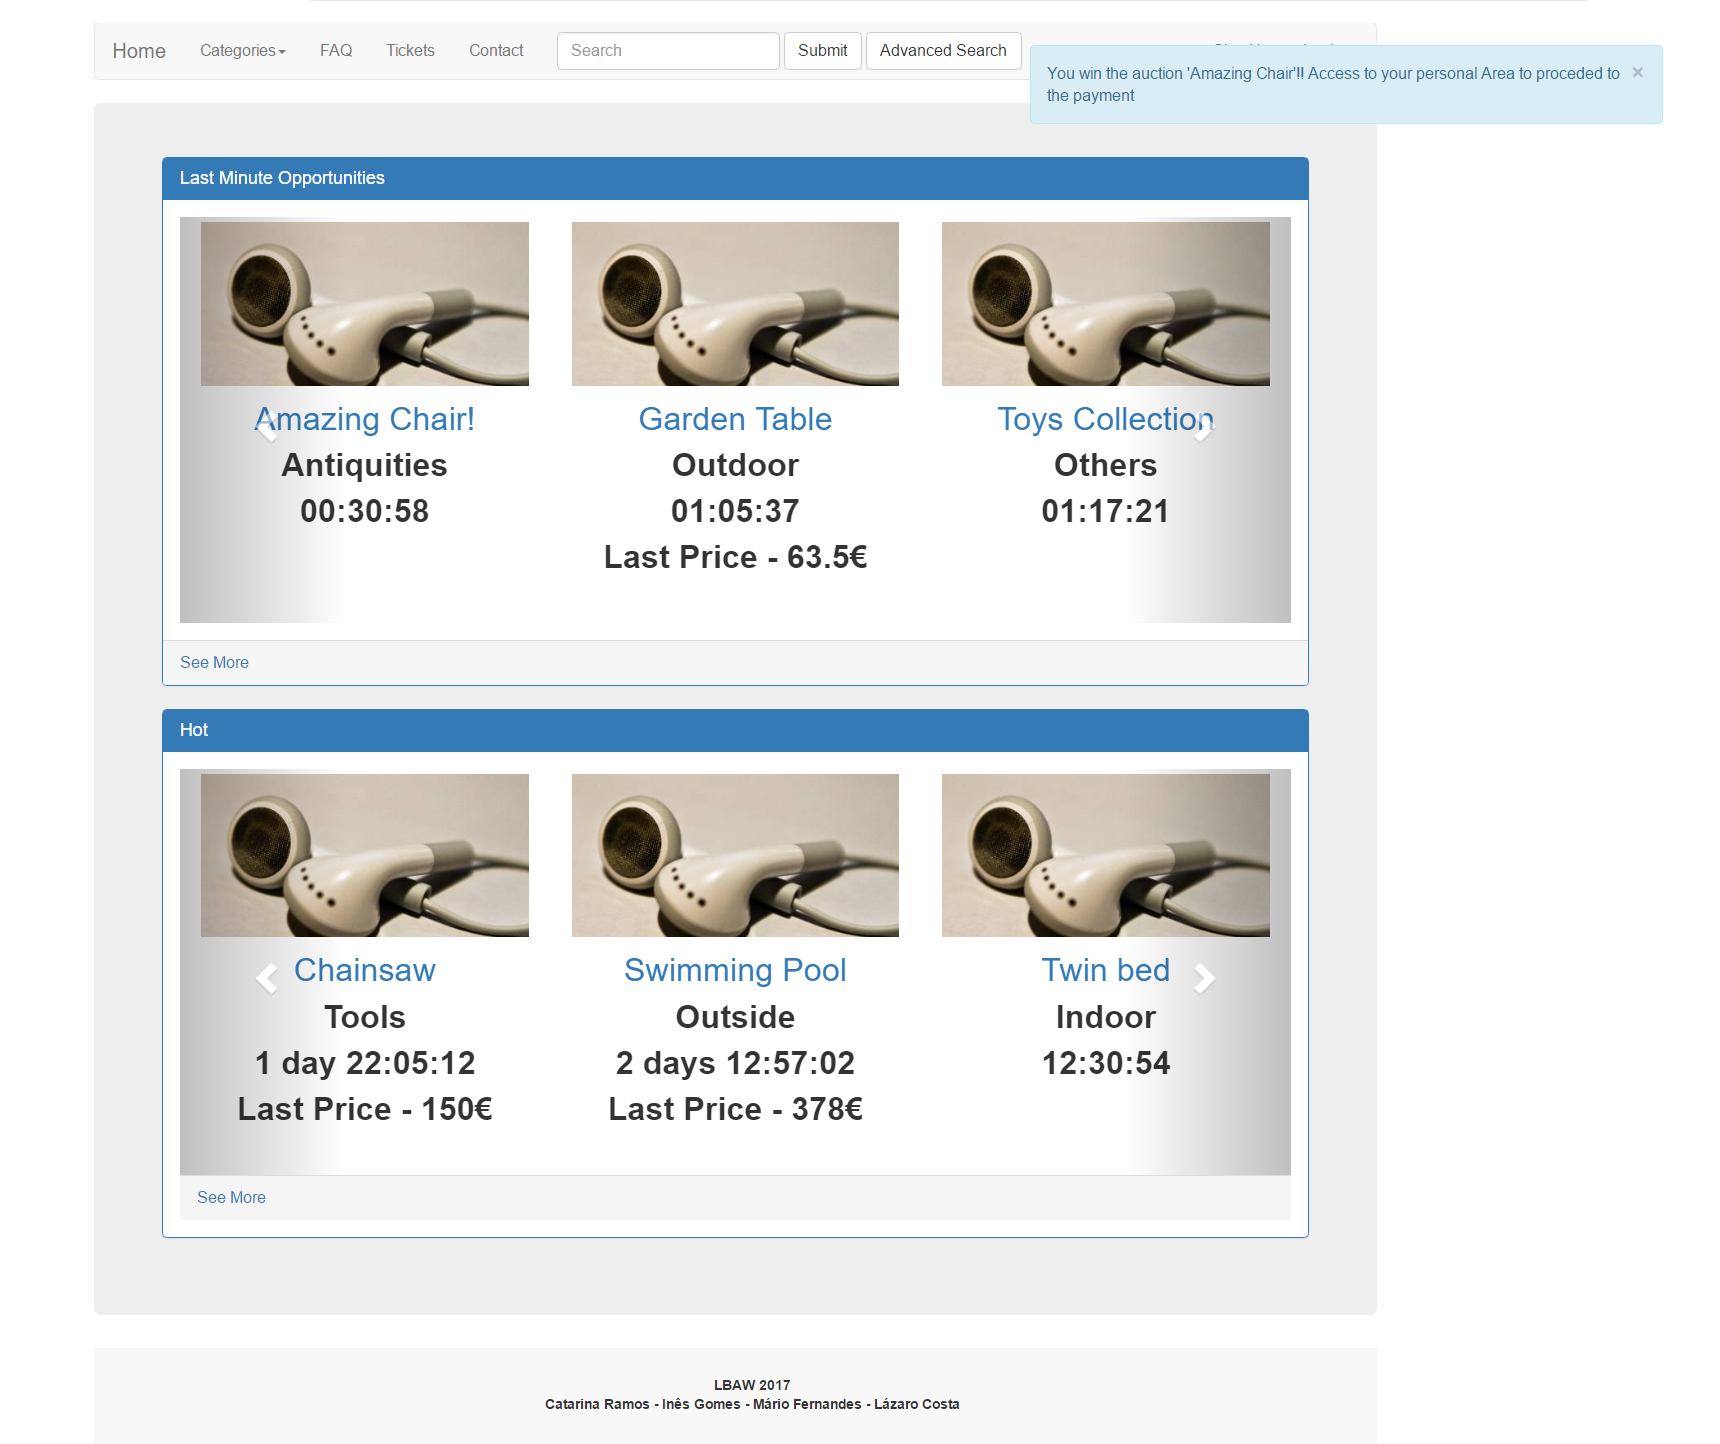 Home Categories FAQ Tickets Contact Search Submit Advanced Search
You win the auction 'Amazing Chair'!! Access to your personal Area to proceded to
the payment
×
Last Minute Opportunities
Amazing Chair! Garden Table Toys Collection
Antiquities Outdoor Others
00:30:58 01:05:37 01:17:21
Last Price - 63.5€
See More
Hot
Chainsaw Swimming Pool Twin bed
Tools Outside Indoor
1 day 22:05:12 2 days 12:57:02 12:30:54
Last Price - 150€ Last Price - 378€
See More
LBAW 2017
Catarina Ramos - Inês Gomes - Mário Fernandes - Lázaro Costa